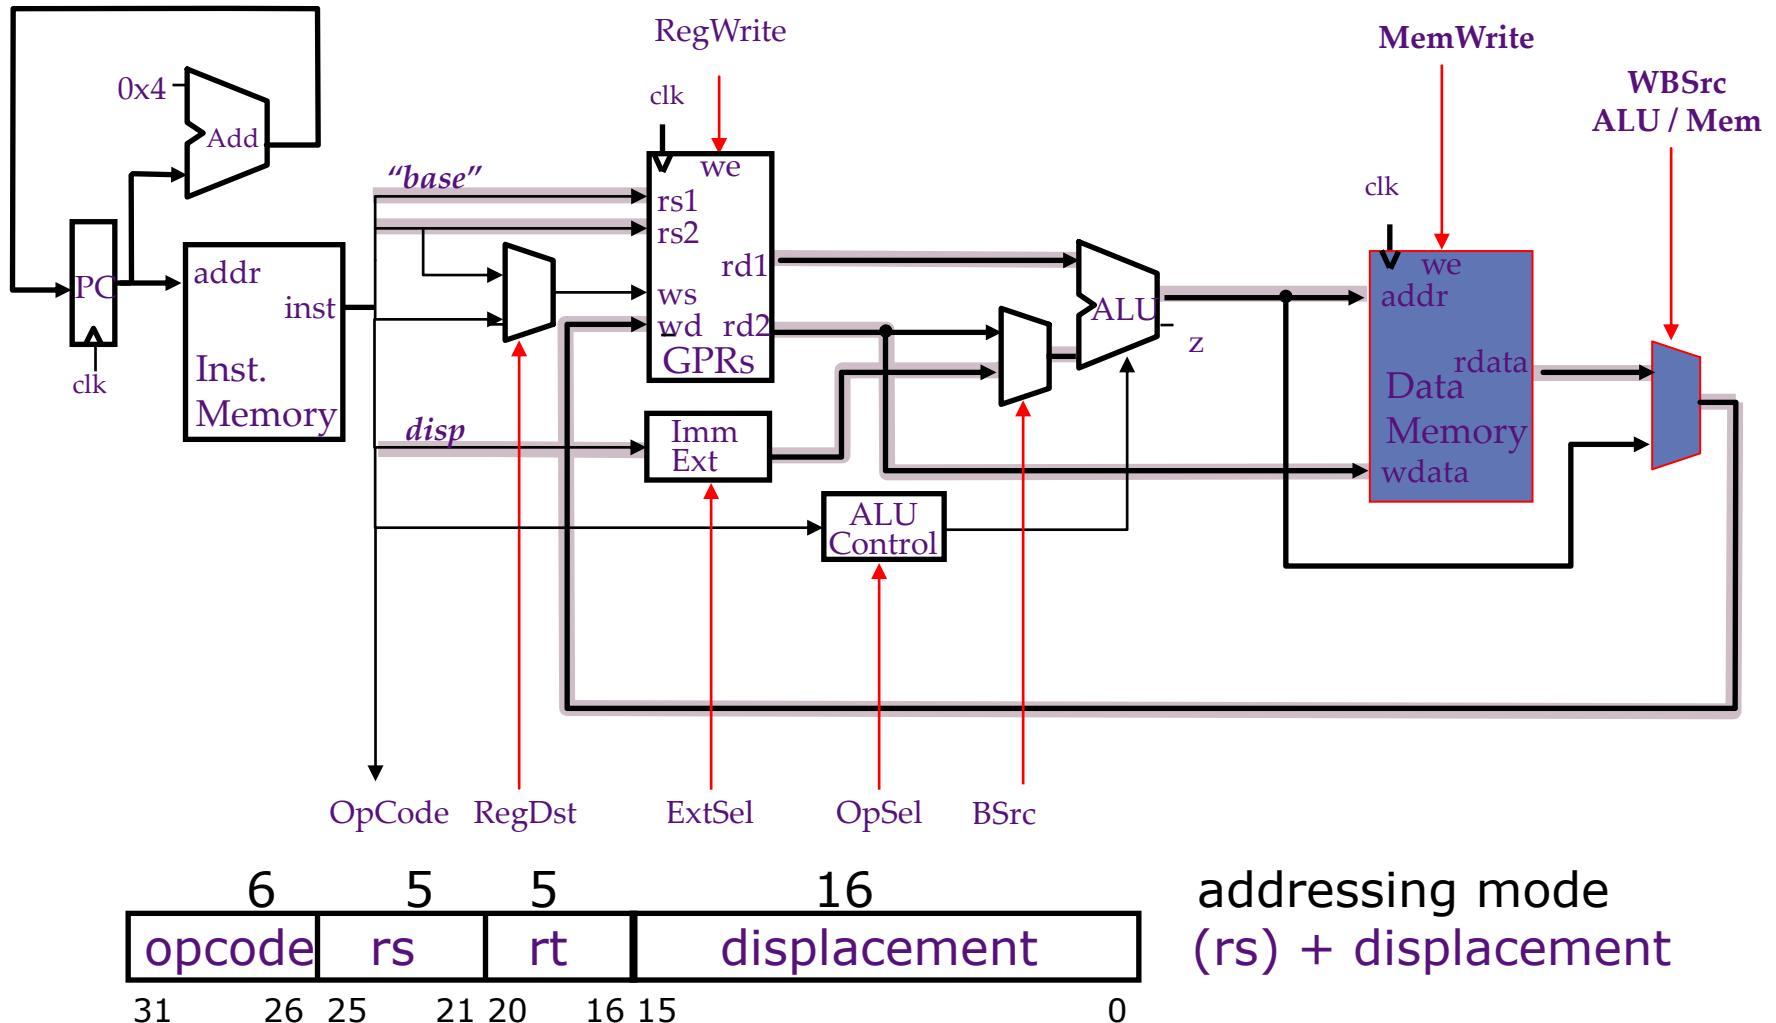 RegWrite
MemWrite
WBSrc
ALU / Mem
0x4
Add
clk
"base"
we
rs1
rs2
rd1
ws
wd
rd2
GPRs
PC
clk
addr
inst
Inst.
Memory
disp
Imm
Ext
ALU
Control
ALU
z
clk
we
addr
rdata
Data
Memory
wdata
OpCode
RegDst
ExtSel
OpSel
BSrc
6 5 5 16
addressing mode
opcode rs rt displacement
(rs) + displacement
31 26 25 21 20 16 15 0